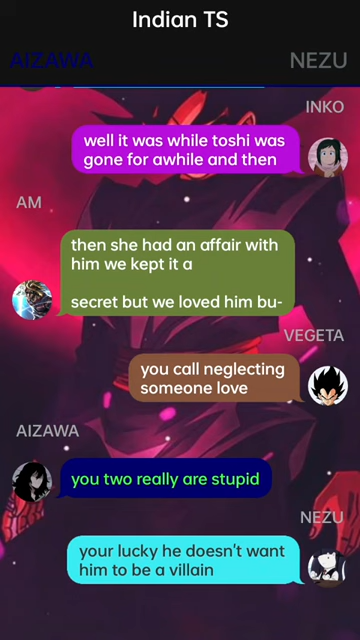 Indian TS
AIZAWA
NEZU
INKO
well it was while toshi was
gone for awhile and then
AM
then she had an affair with
him we kept it a
secret but we loved him bu-
VEGETA
you call neglecting
someone love
AIZAWA
you two really are stupid
NEZU
your lucky he doesn't want
him to be a villain